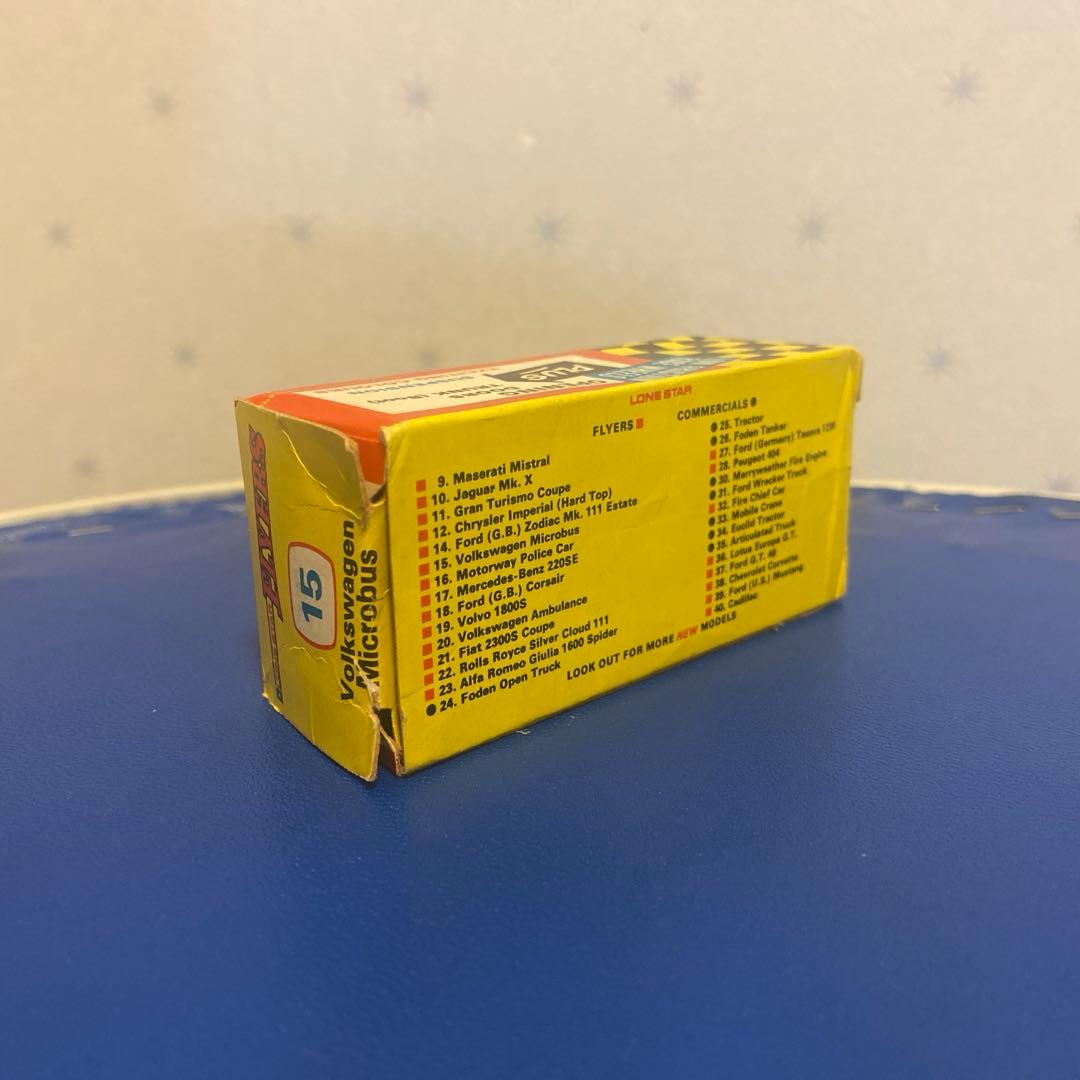 LONE STAR
FLYERS
COMMERCIALS
9. Maserati Mistral
10. Jaguar Mk. X
11. Gran Turismo Coupe
12. Chrysler Imperial (Hard Top)
14. Ford (G.B.) Zodiac Mk. 111 Estate
15. Volkswagen Microbus
16. Motorway Police Car
17. Mercedes-Benz 220SE
18. Ford (G.B.) Corsair
19. Volvo 1800S
20. Volkswagen Ambulance
21. Fiat 2300S Coupe
22. Rolls Royce Silver Cloud 111
23. Alfa Romeo Giulia 1600 Spider
24. Foden Open Truck
25. Tractor
26. Foden Tanker
27. Ford (Germany) Taunus 12M
28. Peugeot 404
30. Merryweather Fire Engine
31. Ford Wrecker Truck
32. Fire Chief Car
33. Mobile Crane
34. Euclid Tractor
35. Articulated Truck
36. Lotus Europa G.T.
37. Ford G.T. 40
38. Chevrolet Corvette
39. Ford (U.S.) Mustang
40. Cadillac
LOOK OUT FOR MORE NEW MODELS
FLYERS
15
Volkswagen
Microbus
OPENING
DOORS
PLUS
SUSPENSION